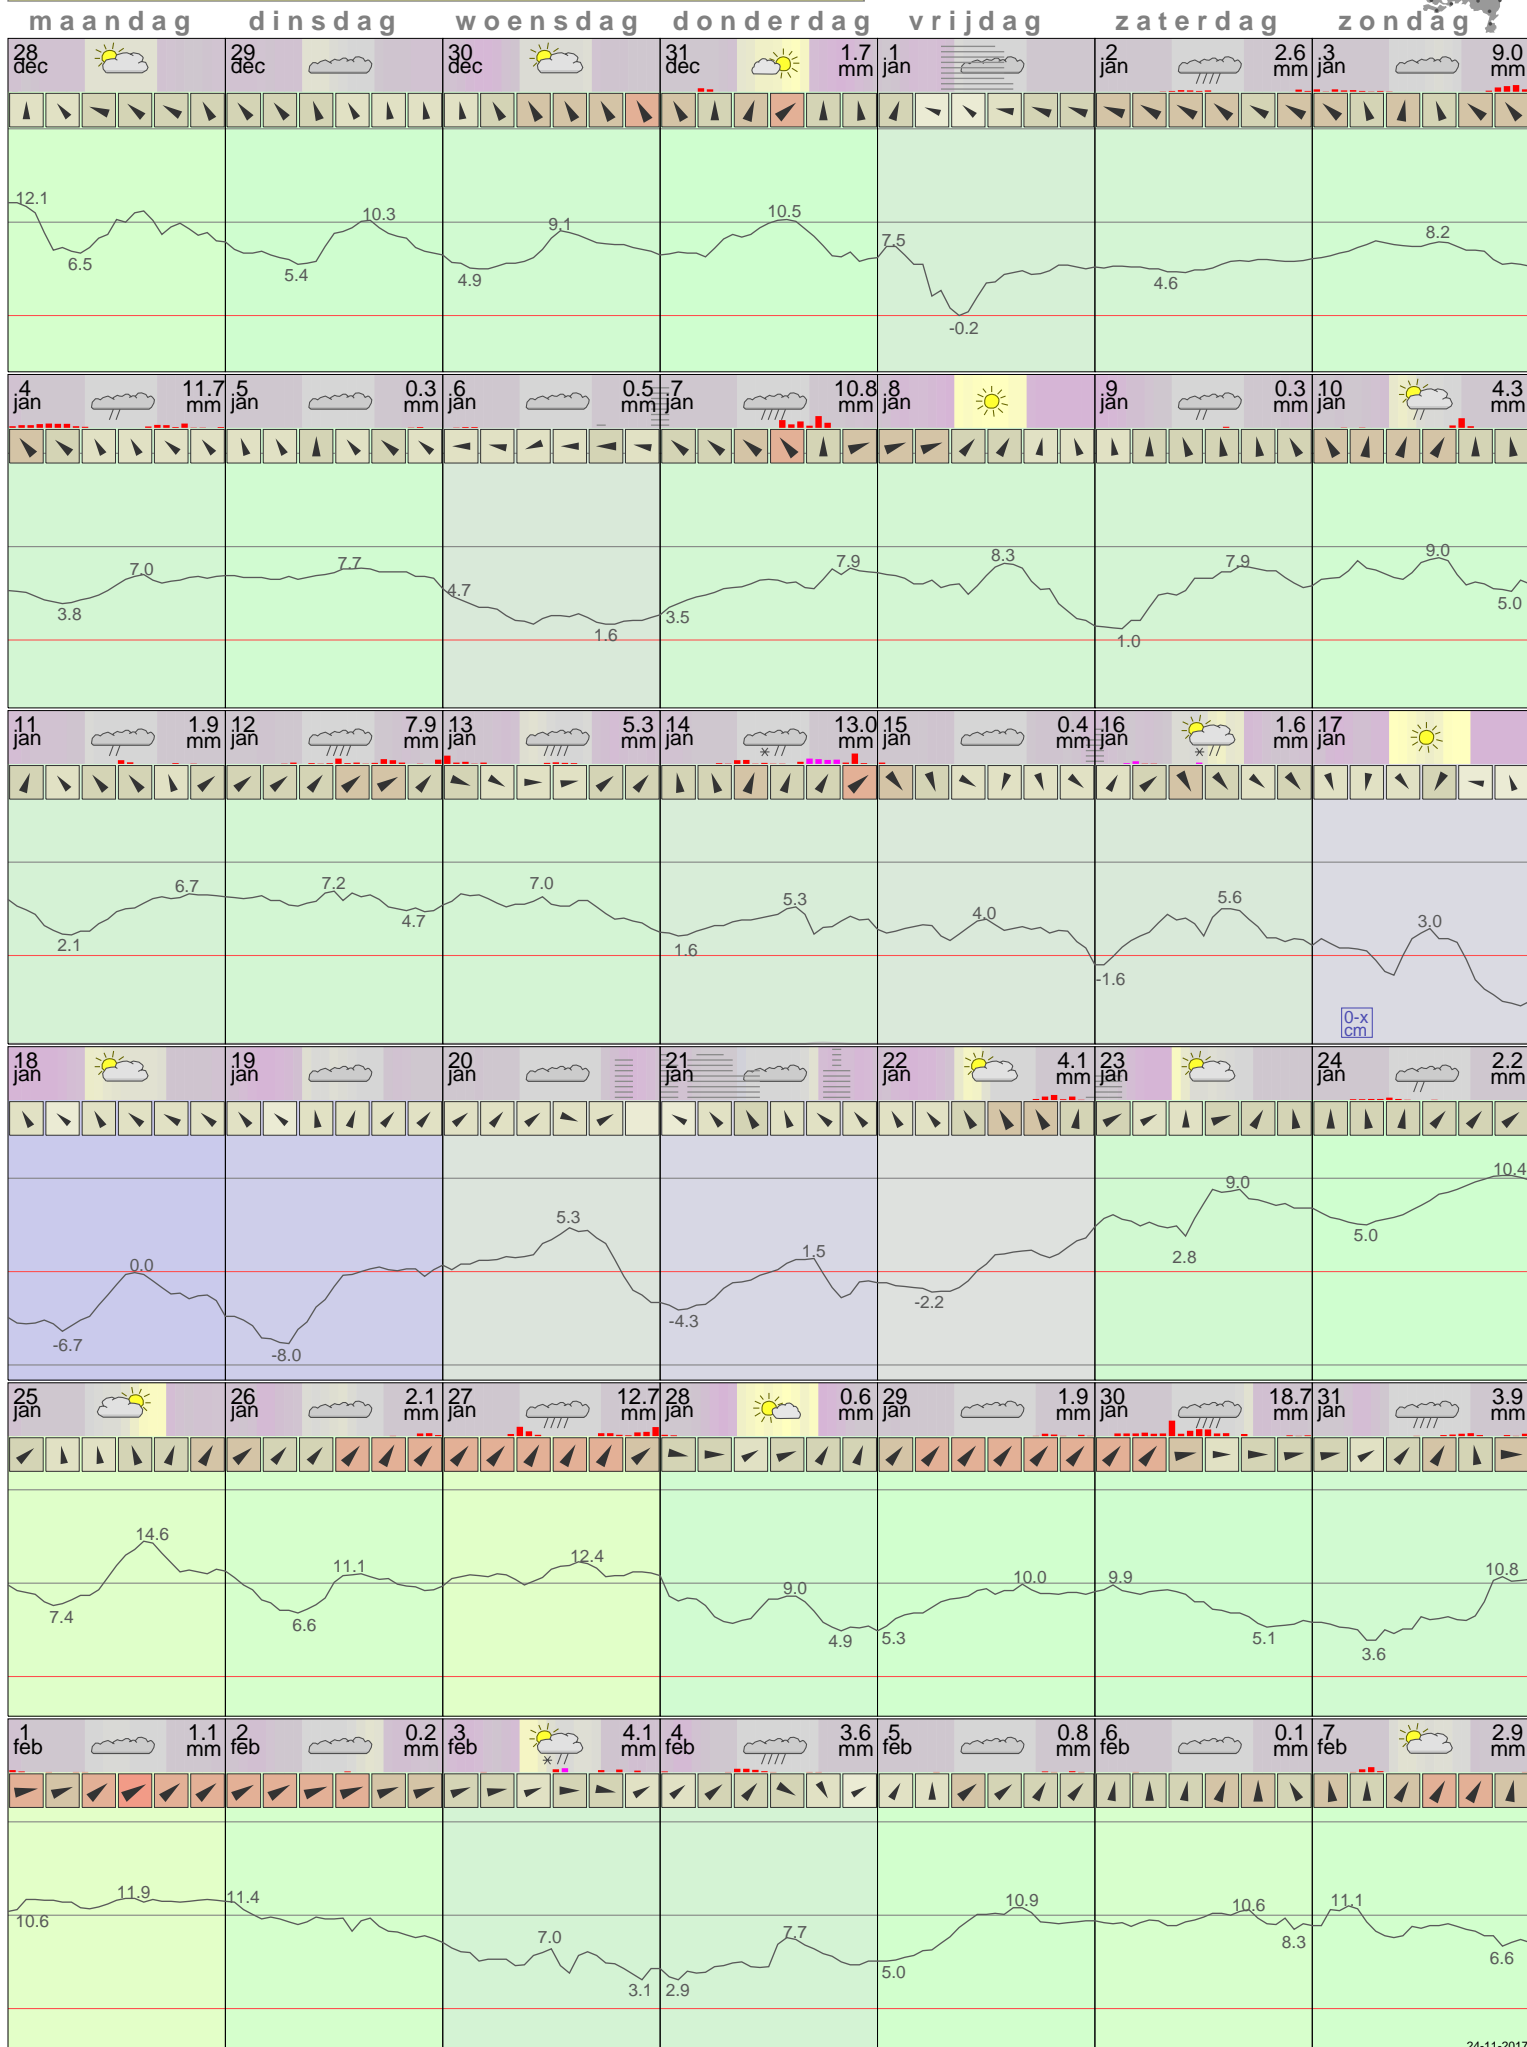 maandag dinsdag woensdag donderdag vrijdag zaterdag zondag
28 29 30 31 1.7 1 2 2.6 3 9.0
dec dec dec dec mm jan jan mm jan mm
12.1 6.5 5.4 10.3 4.9 9.1 10.5 7.5 -0.2 4.6 8.2
4 11.7 5 0.3 6 0.5 7 10.8 8 9 0.3 10 4.3
jan mm jan mm jan mm jan mm jan jan mm jan mm
3.8 7.0 7.7 4.7 1.6 3.5 7.9 8.3 1.0 7.9 9.0 5.0
11 1.9 12 7.9 13 5.3 14 13.0 15 0.4 16 1.6 17
jan mm jan mm jan mm jan mm jan mm jan mm jan
2.1 6.7 7.2 4.7 7.0 1.6 5.3 4.0 -1.6 5.6 3.0
0-x
cm
18 19 20 21 22 4.1 23 24 2.2
jan jan jan jan jan mm jan jan mm
-6.7 0.0 -8.0 5.3 -4.3 1.5 -2.2 2.8 9.0 5.0 10.4
25 26 2.1 27 12.7 28 0.6 29 1.9 30 18.7 31 3.9
jan jan mm jan mm jan mm jan mm jan mm jan mm
7.4 14.6 6.6 11.1 12.4 9.0 4.9 5.3 10.0 9.9 5.1 3.6 10.8
1 1.1 2 0.2 3 4.1 4 3.6 5 0.8 6 0.1 7 2.9
feb mm feb mm feb mm feb mm feb mm feb mm feb mm
10.6 11.9 11.4 7.0 3.1 2.9 7.7 5.0 10.9 10.6 8.3 11.1 6.6
24-11-2017